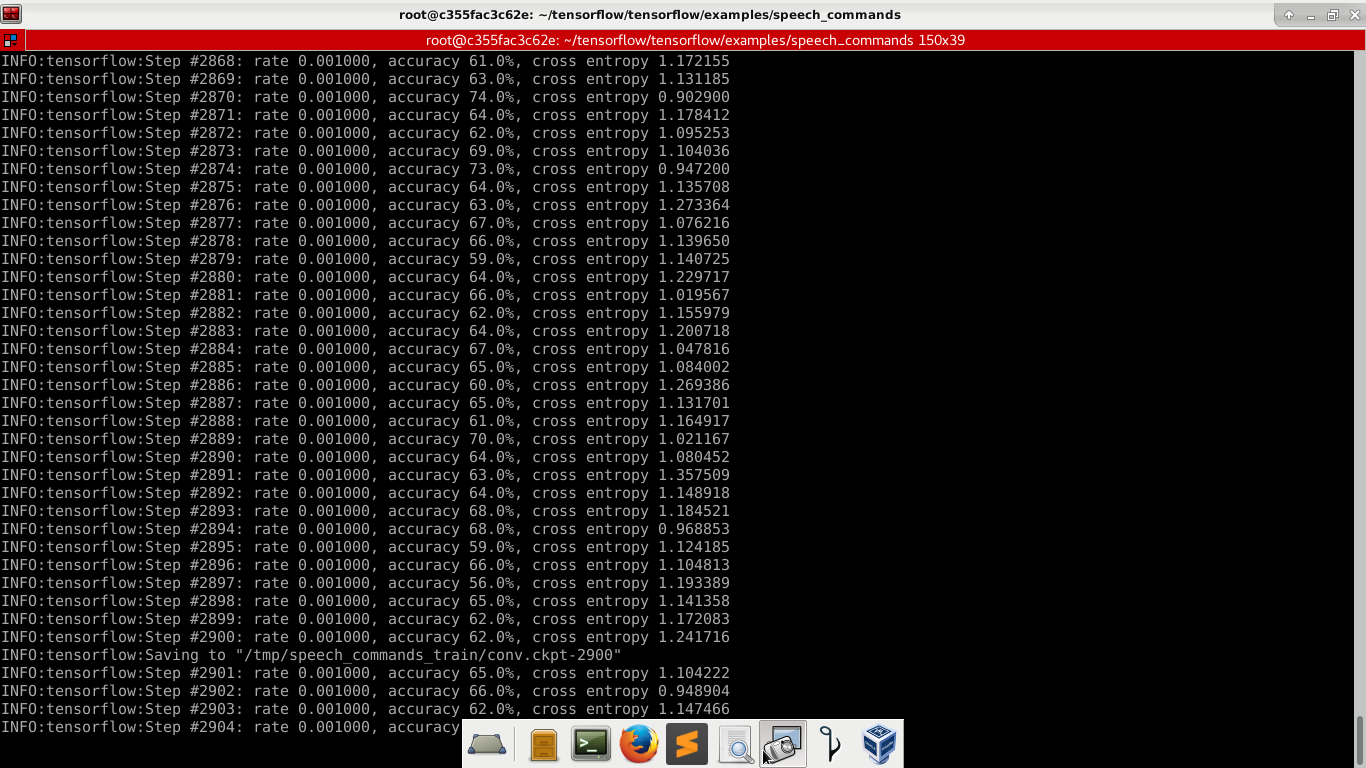 root@c355fac3c62e: ~/tensorflow/tensorflow/examples/speech_commands
root@c355fac3c62e: ~/tensorflow/tensorflow/examples/speech_commands 150x39
INFO:tensorflow:Step #2868: rate 0.001000, accuracy 61.0%, cross entropy 1.172155
INFO:tensorflow:Step #2869: rate 0.001000, accuracy 63.0%, cross entropy 1.131185
INFO:tensorflow:Step #2870: rate 0.001000, accuracy 74.0%, cross entropy 0.902900
INFO:tensorflow:Step #2871: rate 0.001000, accuracy 64.0%, cross entropy 1.178412
INFO:tensorflow:Step #2872: rate 0.001000, accuracy 62.0%, cross entropy 1.095253
INFO:tensorflow:Step #2873: rate 0.001000, accuracy 69.0%, cross entropy 1.104036
INFO:tensorflow:Step #2874: rate 0.001000, accuracy 73.0%, cross entropy 0.947200
INFO:tensorflow:Step #2875: rate 0.001000, accuracy 64.0%, cross entropy 1.135708
INFO:tensorflow:Step #2876: rate 0.001000, accuracy 63.0%, cross entropy 1.273364
INFO:tensorflow:Step #2877: rate 0.001000, accuracy 67.0%, cross entropy 1.076216
INFO:tensorflow:Step #2878: rate 0.001000, accuracy 66.0%, cross entropy 1.139650
INFO:tensorflow:Step #2879: rate 0.001000, accuracy 59.0%, cross entropy 1.140725
INFO:tensorflow:Step #2880: rate 0.001000, accuracy 64.0%, cross entropy 1.229717
INFO:tensorflow:Step #2881: rate 0.001000, accuracy 66.0%, cross entropy 1.019567
INFO:tensorflow:Step #2882: rate 0.001000, accuracy 62.0%, cross entropy 1.155979
INFO:tensorflow:Step #2883: rate 0.001000, accuracy 64.0%, cross entropy 1.200718
INFO:tensorflow:Step #2884: rate 0.001000, accuracy 67.0%, cross entropy 1.047816
INFO:tensorflow:Step #2885: rate 0.001000, accuracy 65.0%, cross entropy 1.084002
INFO:tensorflow:Step #2886: rate 0.001000, accuracy 60.0%, cross entropy 1.269386
INFO:tensorflow:Step #2887: rate 0.001000, accuracy 65.0%, cross entropy 1.131701
INFO:tensorflow:Step #2888: rate 0.001000, accuracy 61.0%, cross entropy 1.164917
INFO:tensorflow:Step #2889: rate 0.001000, accuracy 70.0%, cross entropy 1.021167
INFO:tensorflow:Step #2890: rate 0.001000, accuracy 64.0%, cross entropy 1.080452
INFO:tensorflow:Step #2891: rate 0.001000, accuracy 63.0%, cross entropy 1.357509
INFO:tensorflow:Step #2892: rate 0.001000, accuracy 64.0%, cross entropy 1.148918
INFO:tensorflow:Step #2893: rate 0.001000, accuracy 68.0%, cross entropy 1.184521
INFO:tensorflow:Step #2894: rate 0.001000, accuracy 68.0%, cross entropy 0.968853
INFO:tensorflow:Step #2895: rate 0.001000, accuracy 59.0%, cross entropy 1.124185
INFO:tensorflow:Step #2896: rate 0.001000, accuracy 66.0%, cross entropy 1.104813
INFO:tensorflow:Step #2897: rate 0.001000, accuracy 56.0%, cross entropy 1.193389
INFO:tensorflow:Step #2898: rate 0.001000, accuracy 65.0%, cross entropy 1.141358
INFO:tensorflow:Step #2899: rate 0.001000, accuracy 62.0%, cross entropy 1.172083
INFO:tensorflow:Step #2900: rate 0.001000, accuracy 62.0%, cross entropy 1.241716
INFO:tensorflow:Saving to "/tmp/speech_commands_train/conv.ckpt-2900"
INFO:tensorflow:Step #2901: rate 0.001000, accuracy 65.0%, cross entropy 1.104222
INFO:tensorflow:Step #2902: rate 0.001000, accuracy 66.0%, cross entropy 0.948904
INFO:tensorflow:Step #2903: rate 0.001000, accuracy 62.0%, cross entropy 1.147466
INFO:tensorflow:Step #2904: rate 0.001000, accuracy